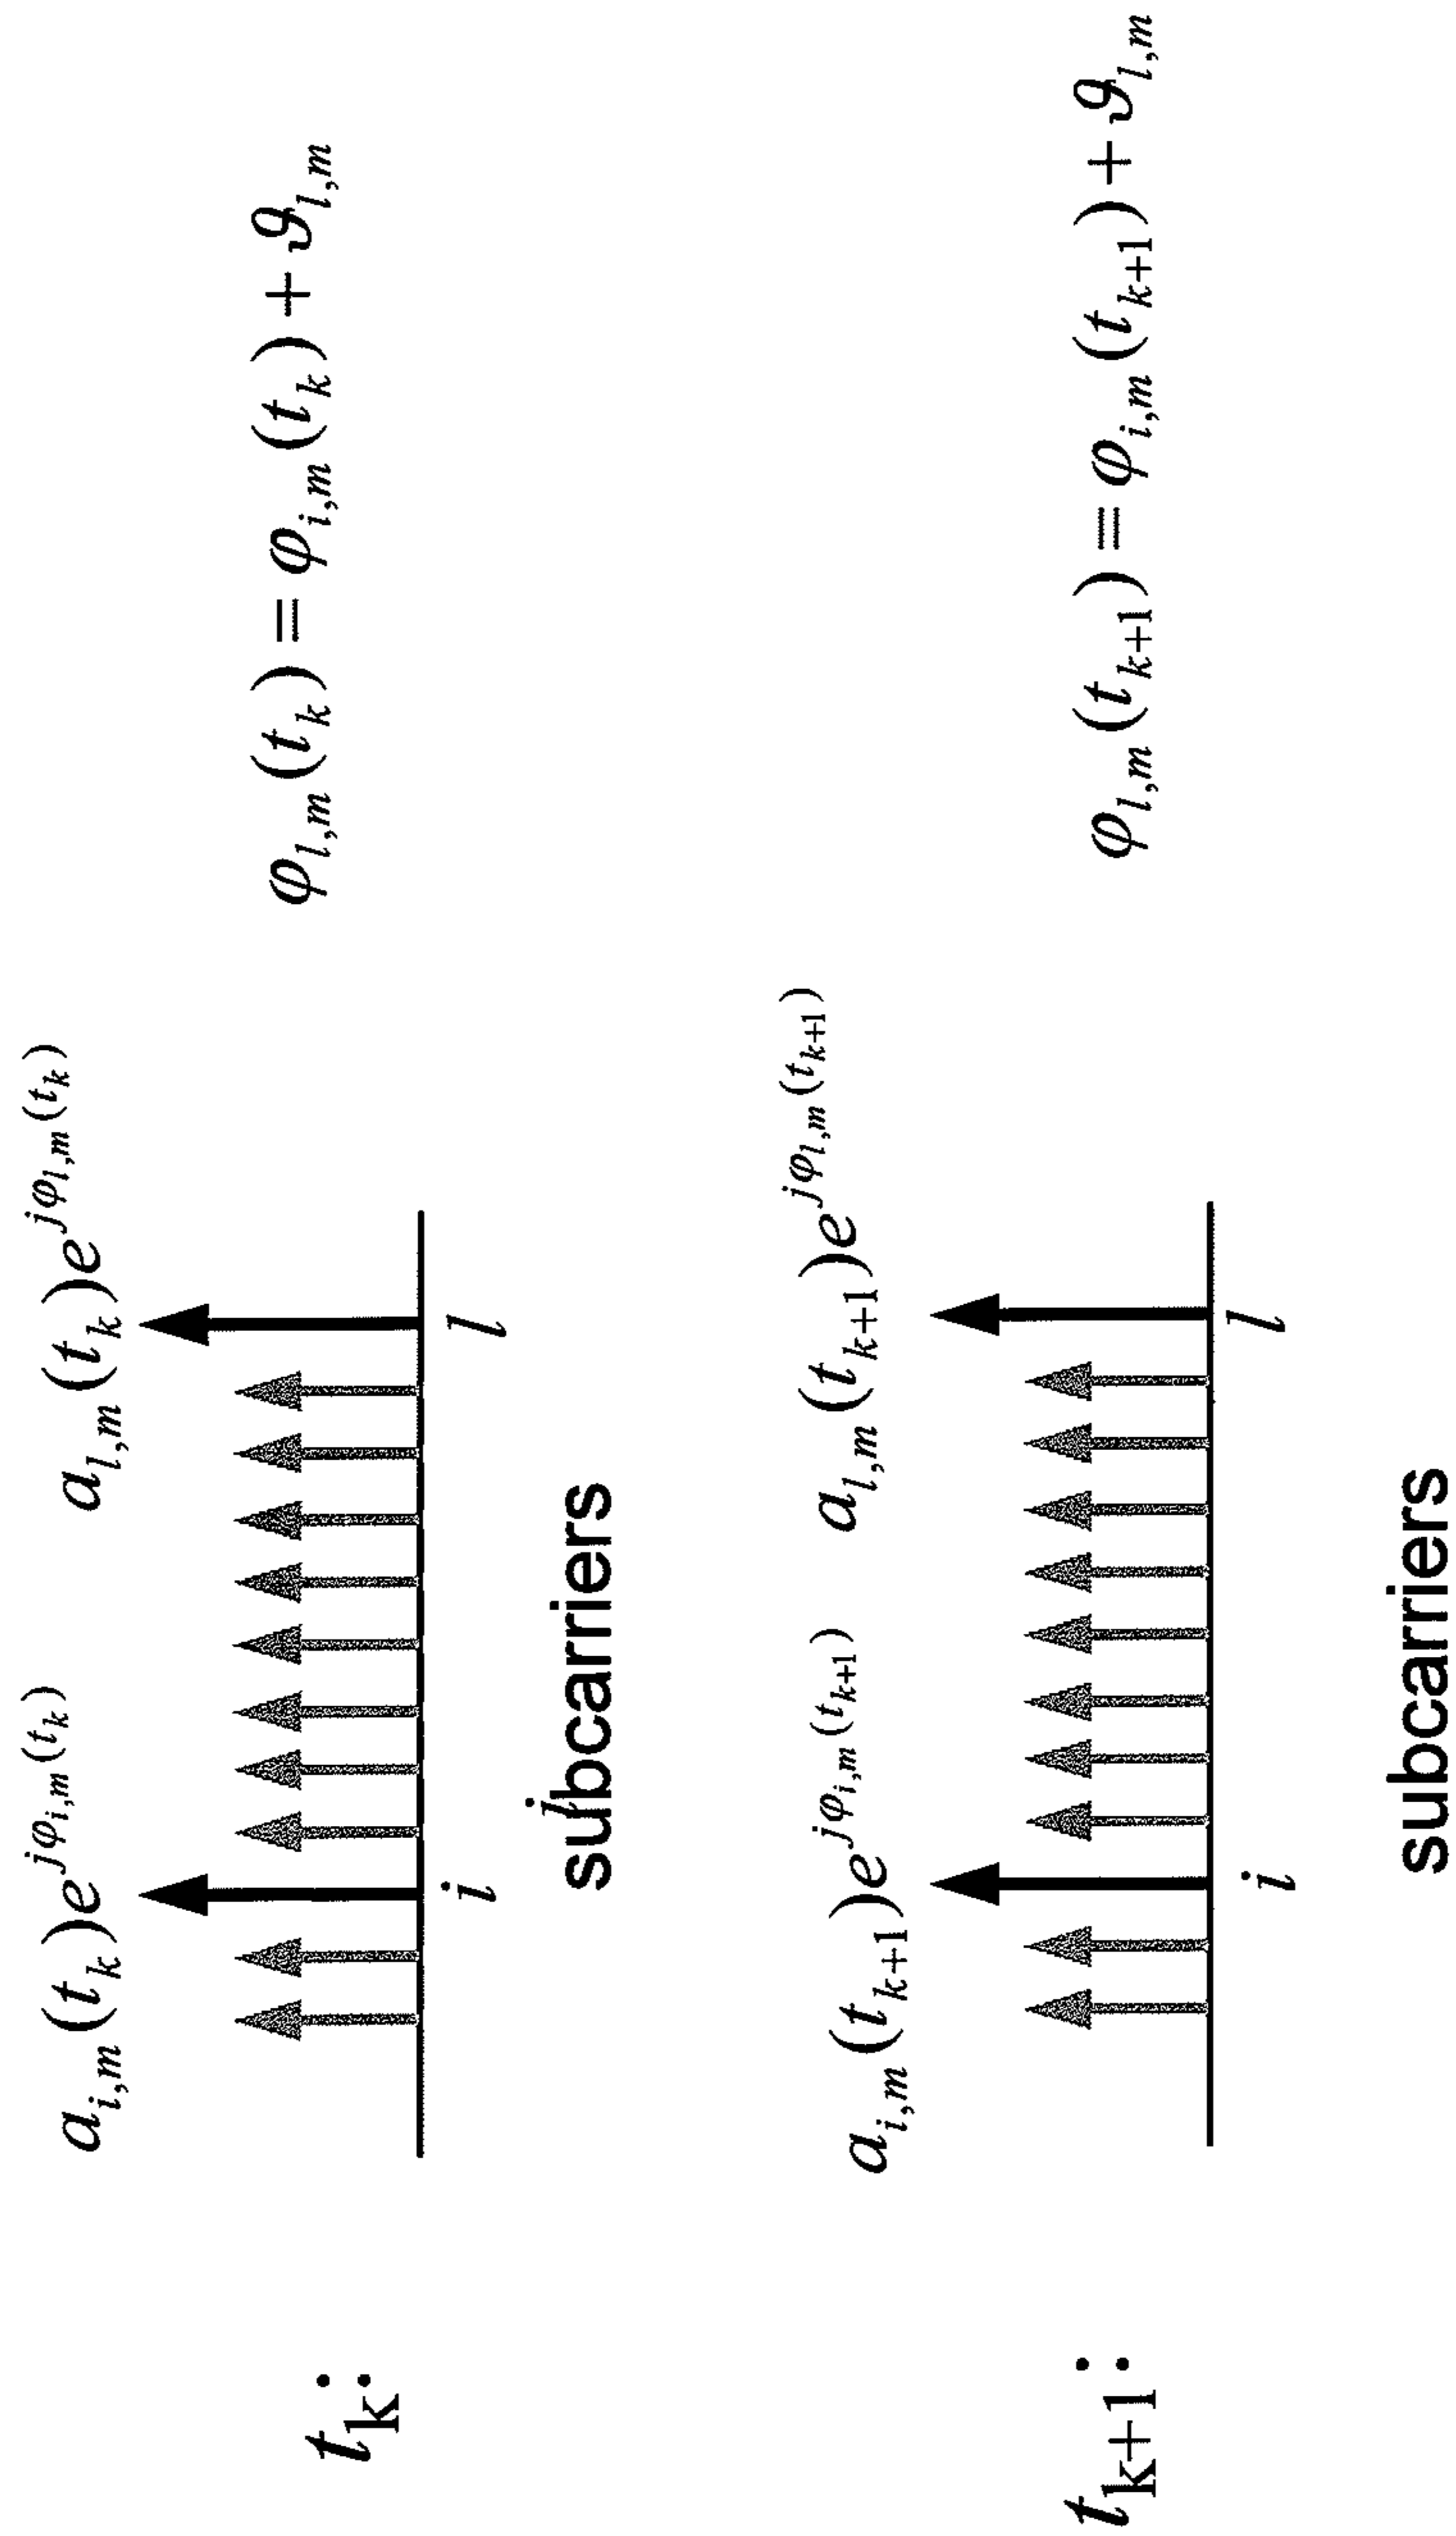 a_{i,m}(t_k)e^{jφ_{i,m}(t_k)}
a_{l,m}(t_k)e^{jφ_{l,m}(t_k)}
t_k:
φ_{l,m}(t_k) = φ_{i,m}(t_k) + ϑ_{l,m}
i
l
i
subcarriers
a_{i,m}(t_{k+1})e^{jφ_{i,m}(t_{k+1})}
a_{l,m}(t_{k+1})e^{jφ_{l,m}(t_{k+1})}
t_{k+1}:
φ_{l,m}(t_{k+1}) = φ_{i,m}(t_{k+1}) + ϑ_{l,m}
i
l
subcarriers